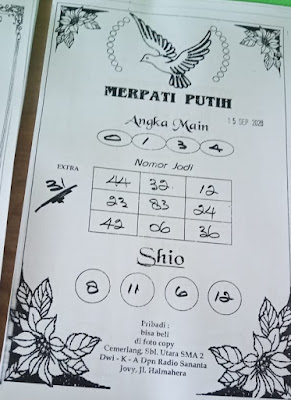 MERPATI PUTIH
Angka Main
15 SEP 2020
0 1 3 4
Nomor Jodi
EXTRA
44 32 12
31
23 83 24
42 06 36
Shio
8 11 6 12
Pribadi :
bisa beli
di foto copy
Cemerlang, Sbl. Utara SMA 2
Dwi - K - A Dpn Radio Sananta
Jovy, Jl. Halmahera